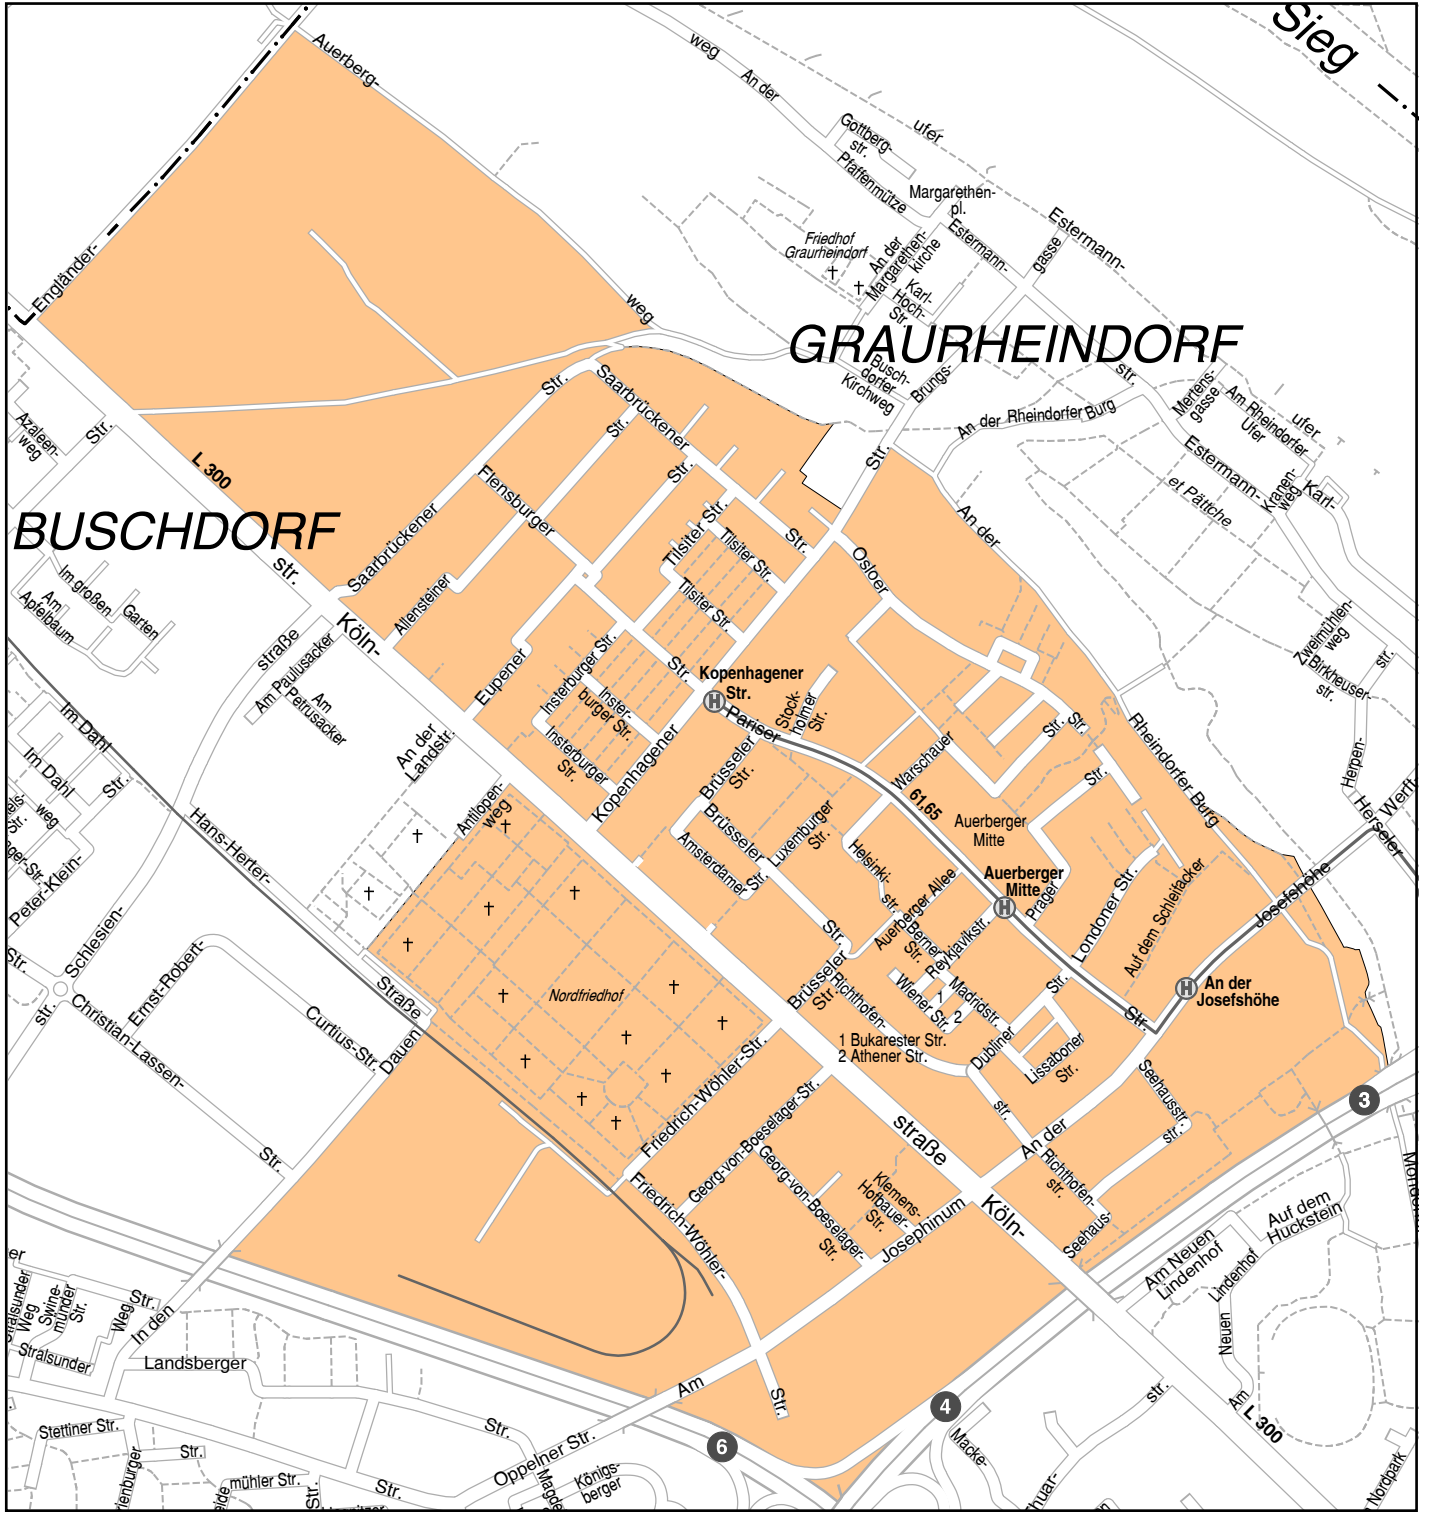 Sieg
Auerberg-
weg
An der
ufer
Gottberg-
str.
Pfaffenmütze
Margarethen-
pl.
Estermann-
gasse
Estermann-
Friedhof
Graurheindorf
An der
Margarethen-
kirche
Karl-
Hoch-
Str.
Engländer-
weg
GRAURHEINDORF
Busch-
dorfer
Kirchweg
Brungs-
str.
Mertens-
gasse
Am Rheindorfer
Ufer
ufer
An der Rheindorfer Burg
Estermann-
et Pättche
Kranen-
weg
Karl-
Azaleen-
weg
Str.
L 300
Str.
Saarbrückener
Str.
Str.
Str.
Flensburger
Saarbrückener
BUSCHDORF
str.
Im großen
Garten
Am
Apfelbaum
Köln-
Allensteiner
Tilsiter Str.
Tilsiter Str.
Tilsiter Str.
Str.
An der
Osloer
straße
Am Paulusacker
Am
Petrusacker
Eupener
Insterburger Str.
Inster-
burger Str.
Insterburger
Str.
Str.
Kopenhagener
Str.
Zweimühlen-
weg
Birkheuser-
str.
str.
Im Dahl
Im Dahl
Str.
weg
Str.
Peter-Klein-
An der
Landstr.
Kopenhagener
Pariser
Stock-
holmer
Str.
Str.
Str.
Str.
Rheindorfer Burg
Herpen-
Werft-
Herseler
Brüsseler
Str.
Brüsseler
Str.
Amsterdamer
Luxemburger
Str.
Warschauer
61,65
Auerberger
Mitte
Auerberger
Mitte
Helsinki-
str.
Auerberger Allee
Prager
Hans-Herter-
Straße
Antilopen-
weg
Schlesien-
str.
Str.
Ernst-Robert-
Curtius-Str.
Christian-Lassen-
Str.
Dauen
Nordfriedhof
Str.
Brüsseler
Str.
Richthofen-
Berner
Str.
Reykjavikstr.
Wiener Str.
1
2
Madridstr.
Londoner Str.
Str.
Auf dem Schleifacker
Josefshöhe
An der
Josefshöhe
Str.
1 Bukarester Str.
2 Athener Str.
Dubliner
str.
Lissaboner
Str.
Seehausstr.
str.
3
Friedrich-Wöhler-Str.
Georg-von-Boeselager-Str.
Georg-von-Boeselager-
Str.
straße
An der
Richthofen-
str.
Seehaus-
Klemens-
Hofbauer-
Str.
Josephinum
Köln-
Friedrich-Wöhler-
Str.
Auf dem
Huckstein
Am Neuen
Lindenhof
Lindenhof
Neuen
Am
L 300
str.
Stralsunder
Weg
Swine-
münder
Str.
Weg
Str.
In den
Stralsunder
Landsberger
Str.
Am
4
6
Stettiner Str.
Str.
mühler Str.
Str.
Str.
Oppelner Str.
Königs-
berger
Macke-
Nordpark